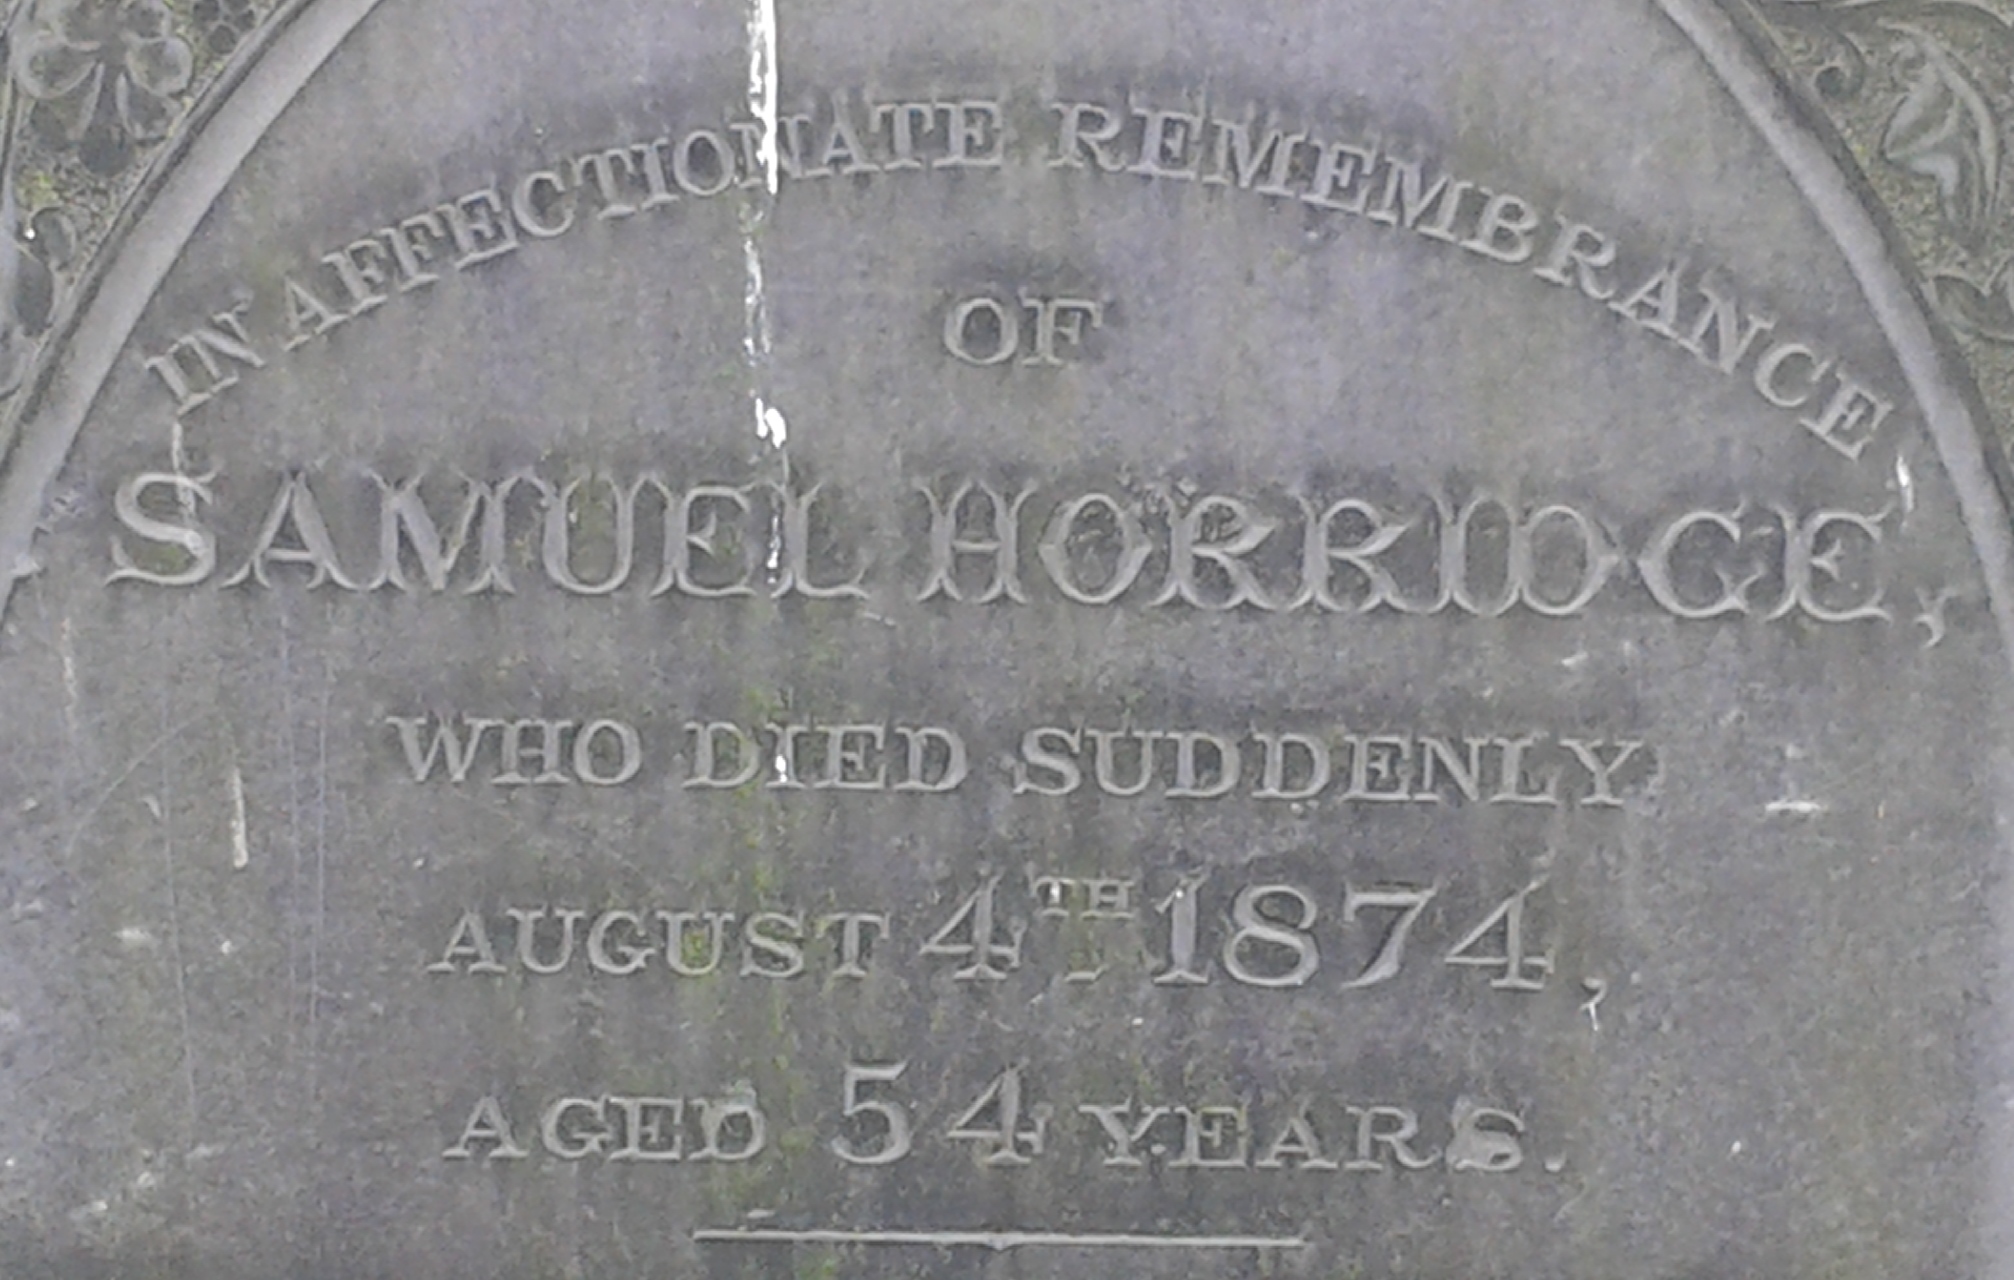 IN AFFECTIONATE REMEMBRANCE
OF
SAMUEL HORRIDGE,
WHO DIED SUDDENLY
AUGUST 4TH 1874,
AGED 54 YEARS.